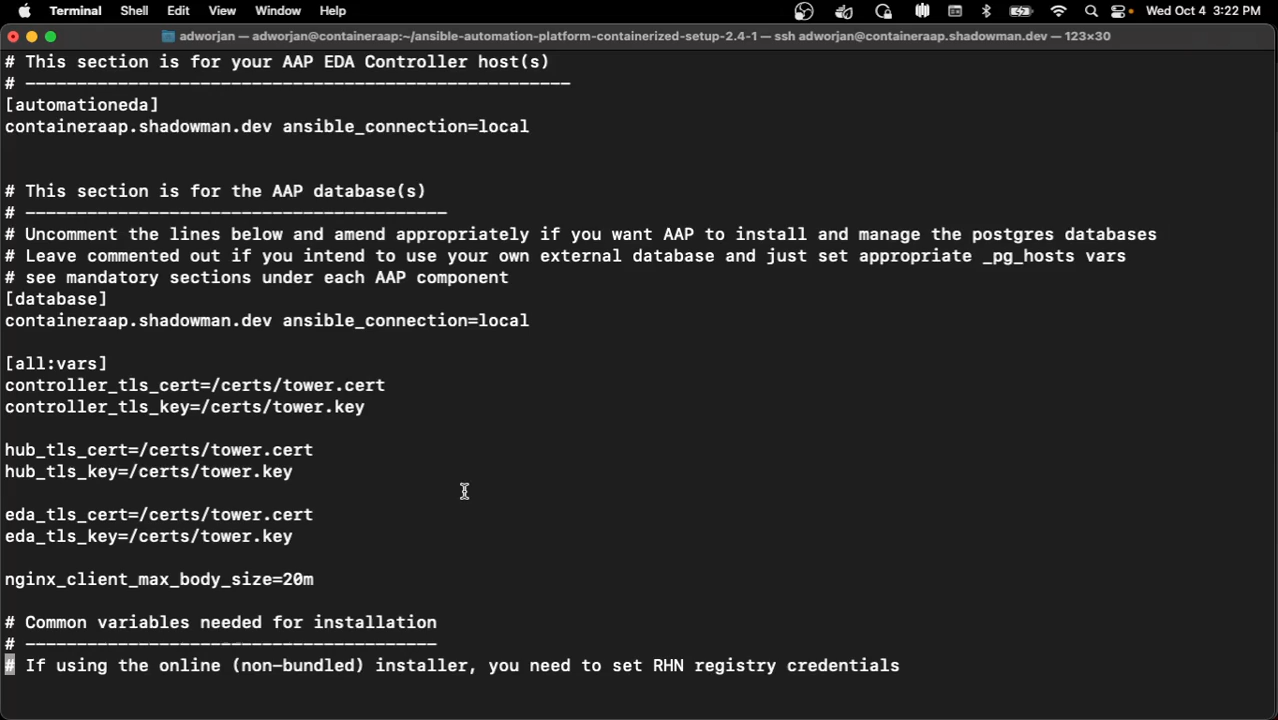 Terminal Shell Edit View Window Help Wed Oct 4 3:22 PM
adworjan — adworjan@containeraap:~/ansible-automation-platform-containerized-setup-2.4-1 — ssh adworjan@containeraap.shadowman.dev — 123×30
# This section is for your AAP EDA Controller host(s)
# -----------------------------------------------------
[automationeda]
containeraap.shadowman.dev ansible_connection=local
# This section is for the AAP database(s)
# -----------------------------------------
# Uncomment the lines below and amend appropriately if you want AAP to install and manage the postgres databases
# Leave commented out if you intend to use your own external database and just set appropriate _pg_hosts vars
# see mandatory sections under each AAP component
[database]
containeraap.shadowman.dev ansible_connection=local
[all:vars]
controller_tls_cert=/certs/tower.cert
controller_tls_key=/certs/tower.key
hub_tls_cert=/certs/tower.cert
hub_tls_key=/certs/tower.key
eda_tls_cert=/certs/tower.cert
eda_tls_key=/certs/tower.key
nginx_client_max_body_size=20m
# Common variables needed for installation
# ----------------------------------------
# If using the online (non-bundled) installer, you need to set RHN registry credentials